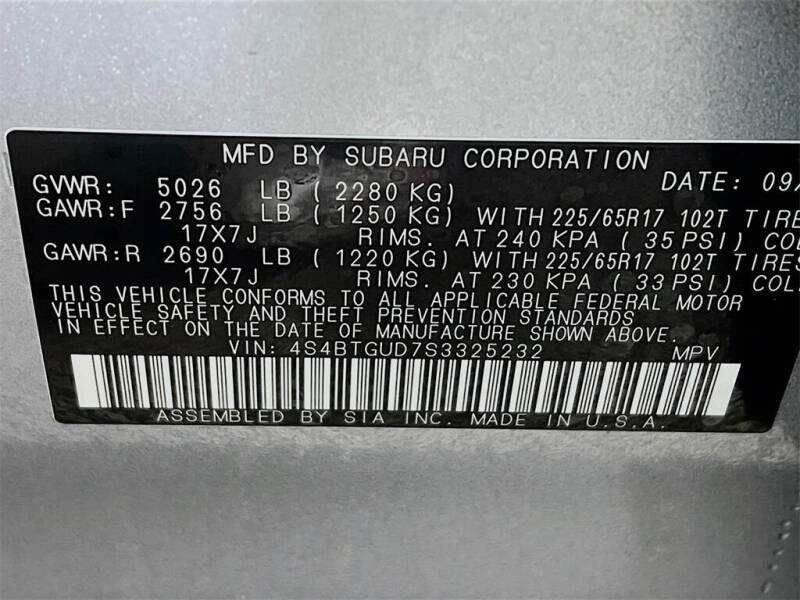 MFD BY SUBARU CORPORATION
GVWR: 5026 LB ( 2280 KG) DATE: 09/
GAWR:F 2756 LB ( 1250 KG) WITH 225/65R17 102T TIRE
17X7J RIMS. AT 240 KPA ( 35 PSI) COL
GAWR:R 2690 LB ( 1220 KG) WITH 225/65R17 102T TIRES
17X7J RIMS. AT 230 KPA ( 33 PSI) COL
THIS VEHICLE CONFORMS TO ALL APPLICABLE FEDERAL MOTOR
VEHICLE SAFETY AND THEFT PREVENTION STANDARDS
IN EFFECT ON THE DATE OF MANUFACTURE SHOWN ABOVE.
VIN: 4S4BTGUD7S3325232 MPV
ASSEMBLED BY SIA INC. MADE IN U.S.A.